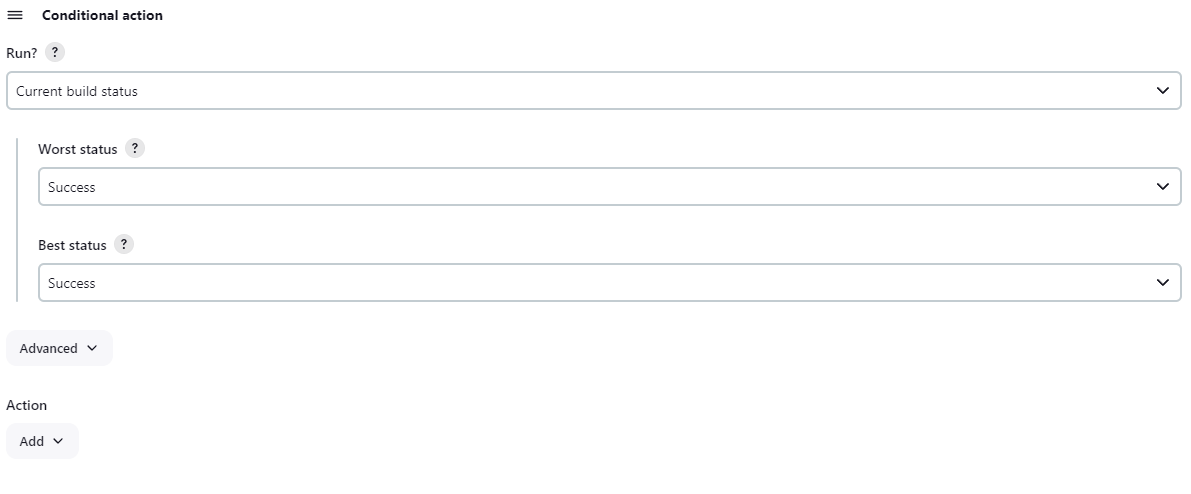 Conditional action
Run? ?
Current build status
Worst status ?
Success
Best status ?
Success
Advanced
Action
Add